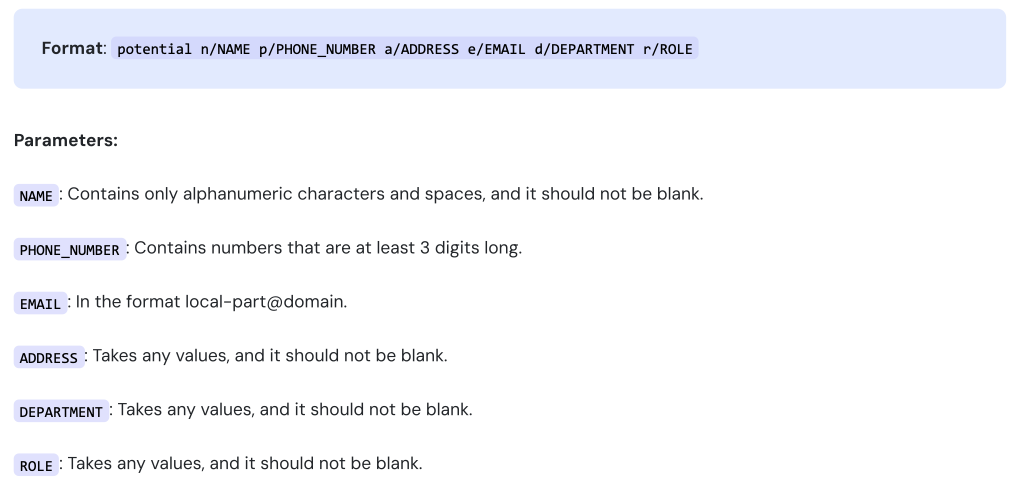 Format: potential n/NAME p/PHONE_NUMBER a/ADDRESS e/EMAIL d/DEPARTMENT r/ROLE
Parameters:
NAME: Contains only alphanumeric characters and spaces, and it should not be blank.
PHONE_NUMBER: Contains numbers that are at least 3 digits long.
EMAIL: In the format local-part@domain.
ADDRESS: Takes any values, and it should not be blank.
DEPARTMENT: Takes any values, and it should not be blank.
ROLE: Takes any values, and it should not be blank.